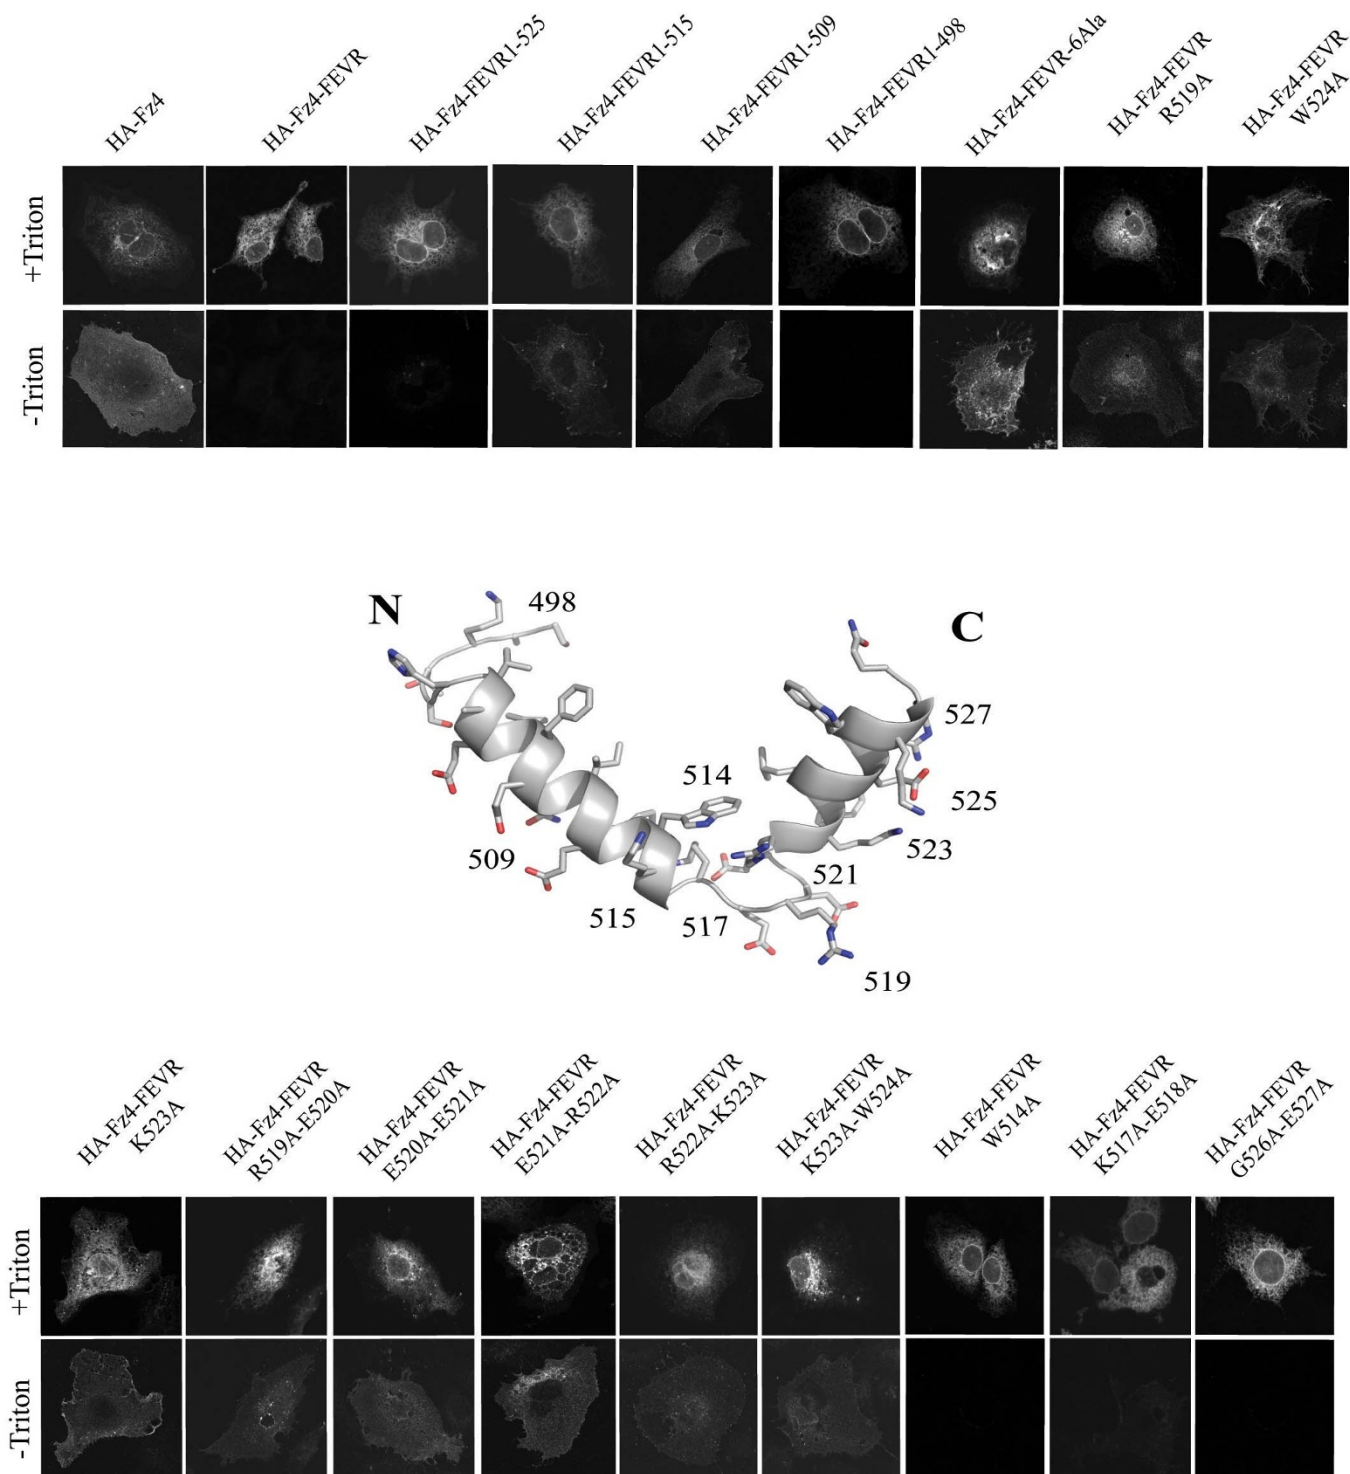 HA-Fz4
HA-Fz4-FEVR
HA-Fz4-FEVR1-525
HA-Fz4-FEVR1-515
HA-Fz4-FEVR1-509
HA-Fz4-FEVR1-498
HA-Fz4-FEVR-6Ala
HA-Fz4-FEVR
R519A
HA-Fz4-FEVR
W524A
+Triton
-Triton
N
498
C
527
514
525
523
509
521
515
517
519
HA-Fz4-FEVR
K523A
HA-Fz4-FEVR
R519A-E520A
HA-Fz4-FEVR
E520A-E521A
HA-Fz4-FEVR
E521A-R522A
HA-Fz4-FEVR
R522A-K523A
HA-Fz4-FEVR
K523A-W524A
HA-Fz4-FEVR
W514A
HA-Fz4-FEVR
K517A-E518A
HA-Fz4-FEVR
G526A-E527A
+Triton
-Triton